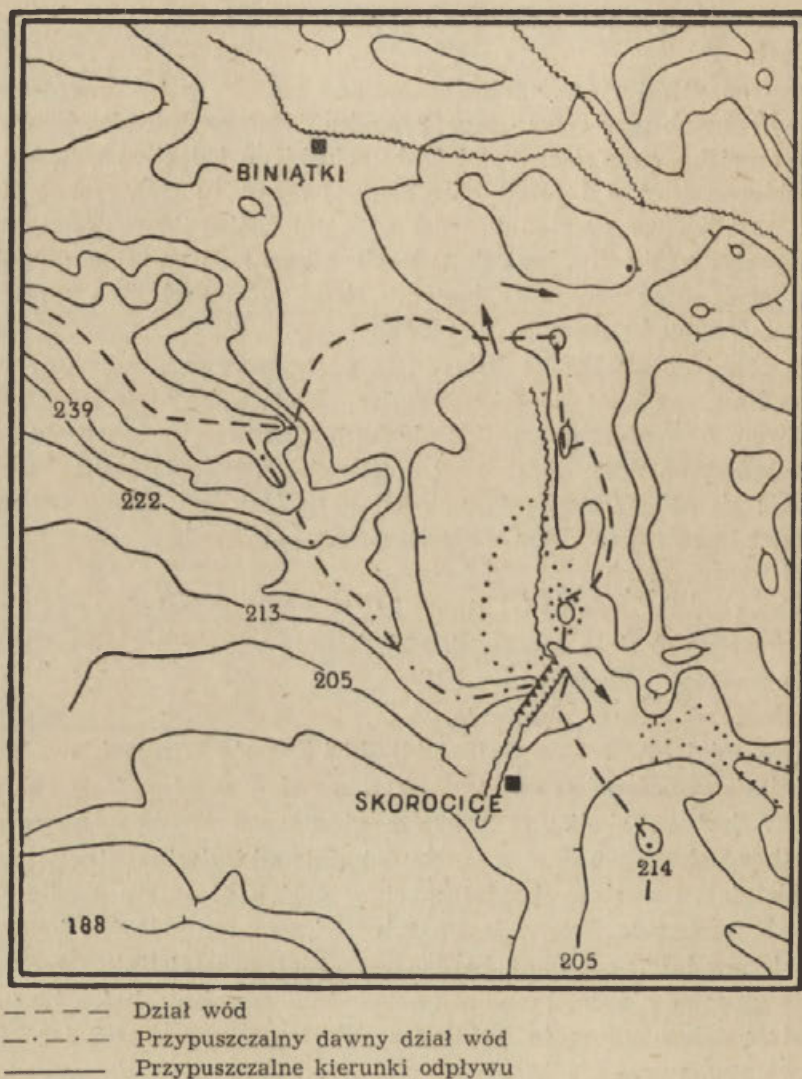 BINIĄTKI
239
222
213
205
SKOROCICE
214
188
205
Dział wód
Przypuszczalny dawny dział wód
Przypuszczalne kierunki odpływu